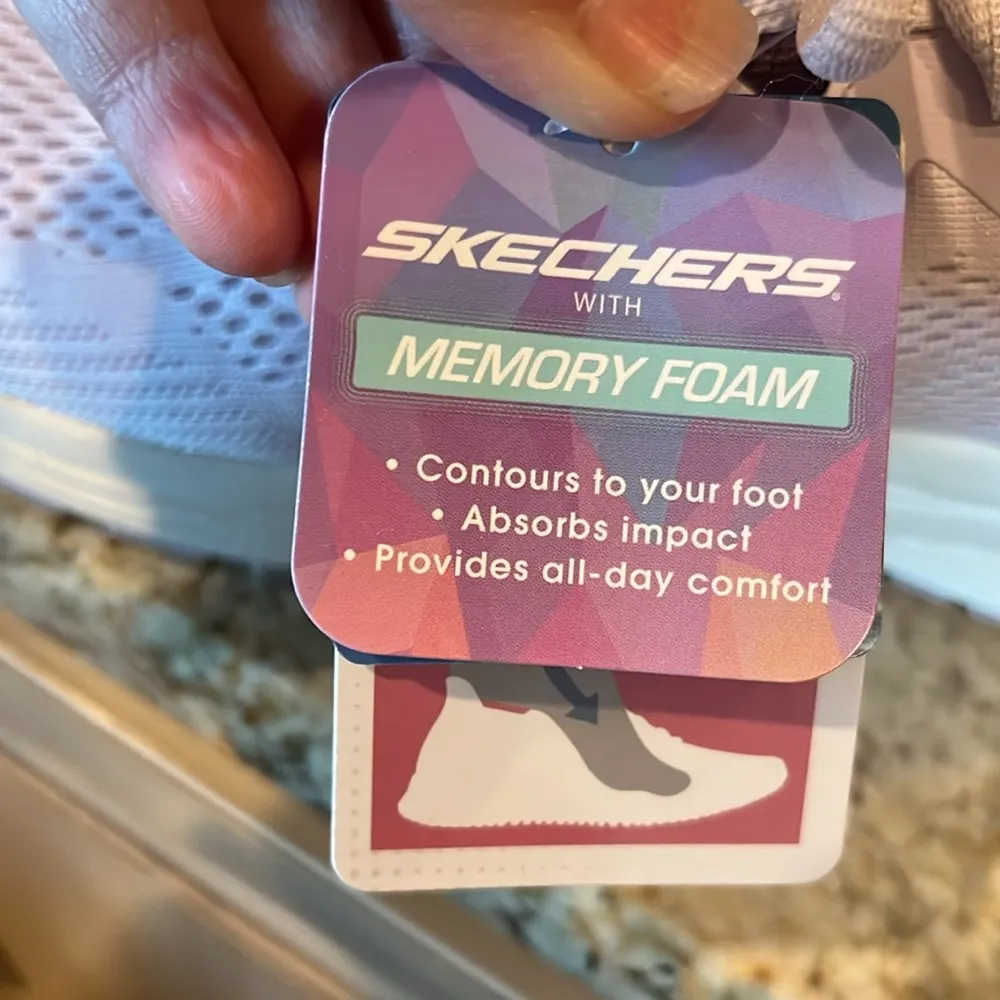 SKECHERS®
WITH
MEMORY FOAM
• Contours to your foot
• Absorbs impact
• Provides all-day comfort